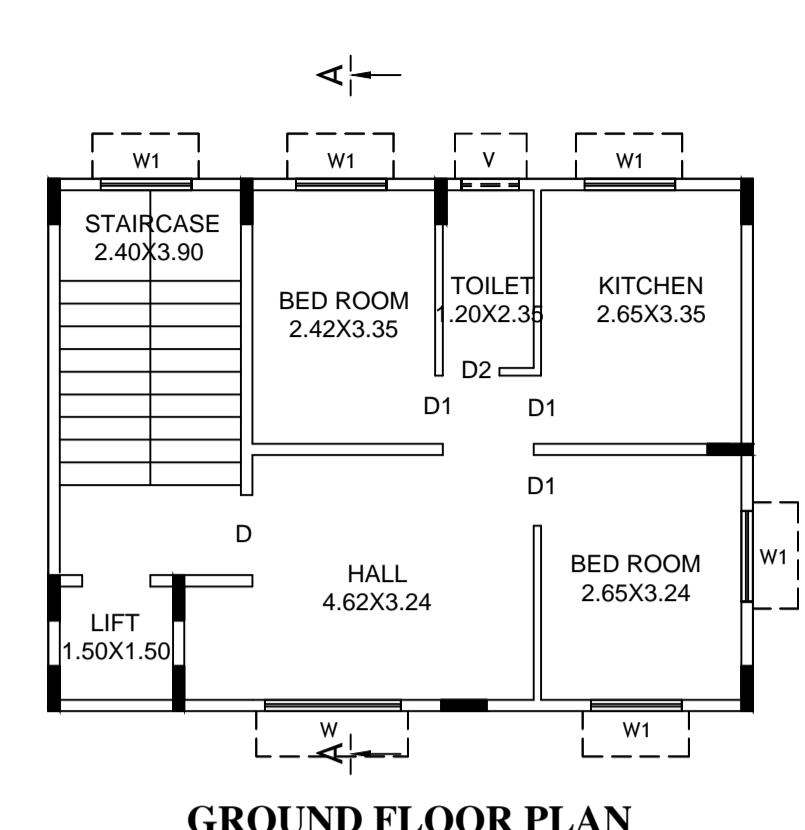 A
W1
W1
V
W1
STAIRCASE
2.40X3.90
BED ROOM
2.42X3.35
TOILET
1.20X2.35
KITCHEN
2.65X3.35
D2
D1
D1
D1
D
W1
HALL
4.62X3.24
BED ROOM
2.65X3.24
LIFT
1.50X1.50
W
W1
A
GROUND FLOOR PLAN